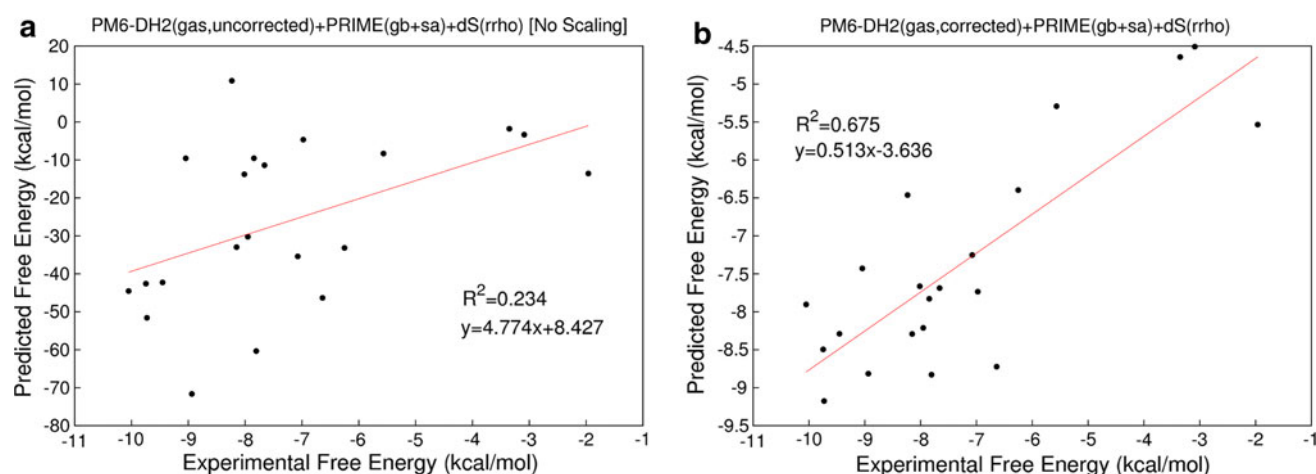 a
PM6-DH2(gas,uncorrected)+PRIME(gb+sa)+dS(rrho) [No Scaling]
Predicted Free Energy (kcal/mol)
20
10
0
-10
-20
-30
-40
-50
-60
-70
-80
R²=0.234
y=4.774x+8.427
-11 -10 -9 -8 -7 -6 -5 -4 -3 -2 -1
Experimental Free Energy (kcal/mol)
b
PM6-DH2(gas,corrected)+PRIME(gb+sa)+dS(rrho)
Predicted Free Energy (kcal/mol)
-4.5
-5
-5.5
-6
-6.5
-7
-7.5
-8
-8.5
-9
-9.5
R²=0.675
y=0.513x-3.636
-11 -10 -9 -8 -7 -6 -5 -4 -3 -2 -1
Experimental Free Energy (kcal/mol)